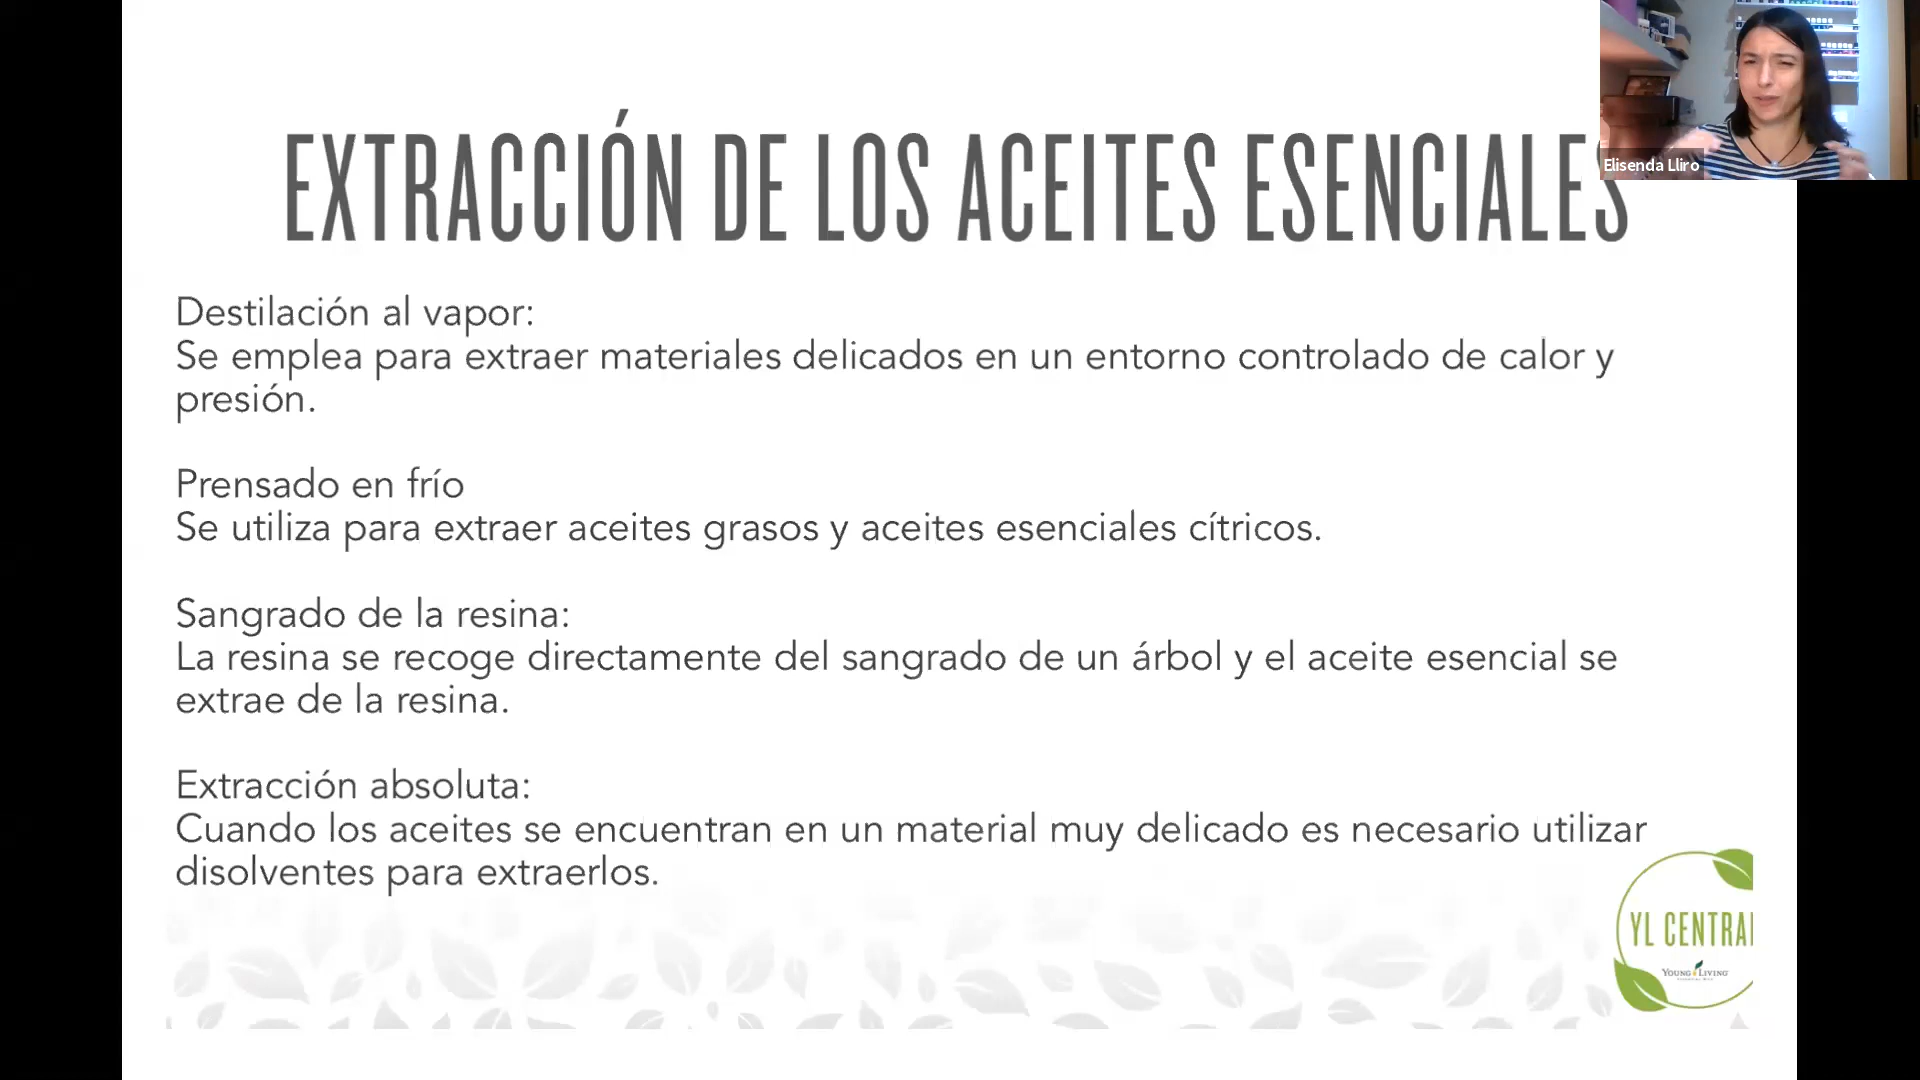 EXTRACCIÓN DE LOS ACEITES ESENCIALES
Elisenda Lliro
Destilación al vapor:
Se emplea para extraer materiales delicados en un entorno controlado de calor y
presión.
Prensado en frío
Se utiliza para extraer aceites grasos y aceites esenciales cítricos.
Sangrado de la resina:
La resina se recoge directamente del sangrado de un árbol y el aceite esencial se
extrae de la resina.
Extracción absoluta:
Cuando los aceites se encuentran en un material muy delicado es necesario utilizar
disolventes para extraerlos.
YL CENTRAL
YOUNG LIVING